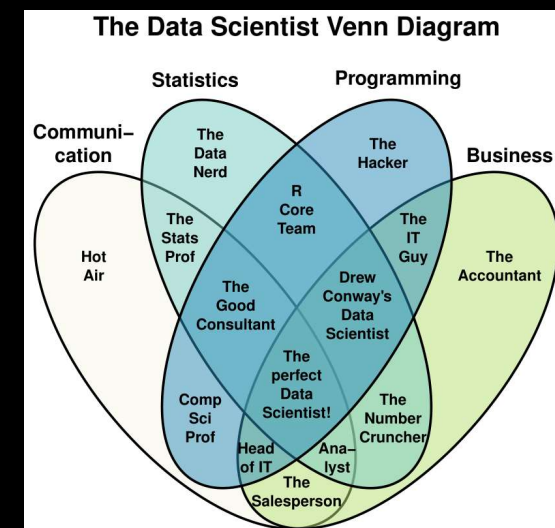 The Data Scientist Venn Diagram
Statistics
Programming
Communi–
cation
Business
The
Data
Nerd
The
Hacker
R
Core
Team
The
Stats
Prof
The
IT
Guy
Hot
Air
The
Accountant
The
Good
Consultant
Drew
Conway's
Data
Scientist
The
perfect
Data
Scientist!
Comp
Sci
Prof
The
Number
Cruncher
Head
of IT
Ana–
lyst
The
Salesperson